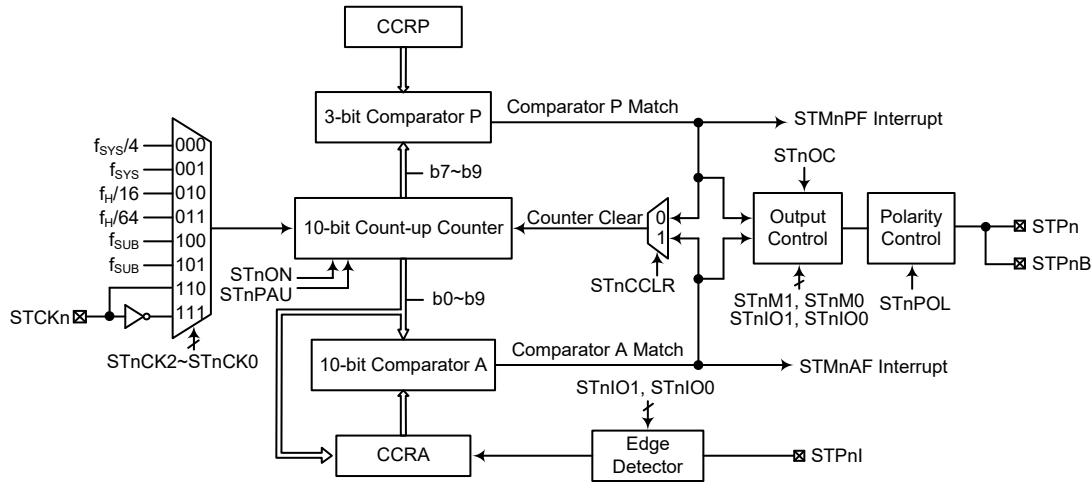 CCRP
3-bit Comparator P
Comparator P Match
STMnPF Interrupt
b7~b9
fSYS/4
000
fSYS
001
fH/16
010
fH/64
011
fSUB
100
fSUB
101
110
111
STCKn
STnCK2~STnCK0
10-bit Count-up Counter
STnON
STnPAU
Counter Clear
0
1
STnCCLR
STnOC
Output
Control
STnM1, STnM0
STnIO1, STnIO0
Polarity
Control
STnPOL
STPn
STPnB
b0~b9
10-bit Comparator A
Comparator A Match
STMnAF Interrupt
STnIO1, STnIO0
CCRA
Edge
Detector
STPnI